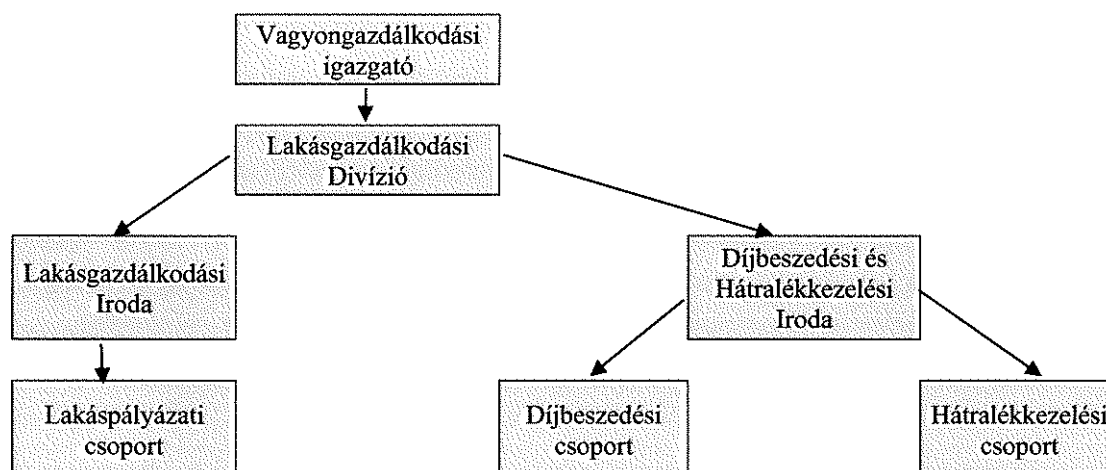 Vagyongazdálkodási
igazgató
Lakásgazdálkodási
Divízió
Lakásgazdálkodási
Iroda
Díjbeszedési és
Hátralékkezelési
Iroda
Lakáspályázati
csoport
Díjbeszedési
csoport
Hátralékkezelési
csoport